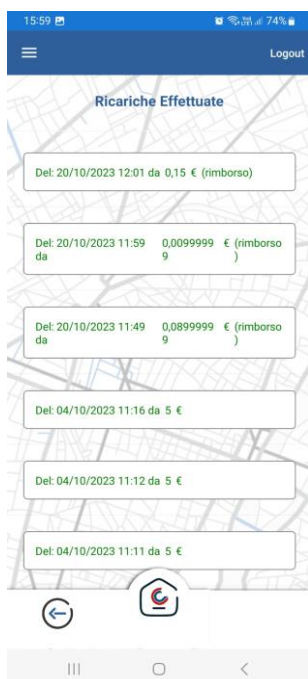 15:59 74%
Logout
Ricariche Effettuate
Del: 20/10/2023 12:01 da 0,15 € (rimborso)
Del: 20/10/2023 11:59 0,0099999 € (rimborso
da 9 )
Del: 20/10/2023 11:49 0,0899999 € (rimborso
da 9 )
Del: 04/10/2023 11:16 da 5 €
Del: 04/10/2023 11:12 da 5 €
Del: 04/10/2023 11:11 da 5 €